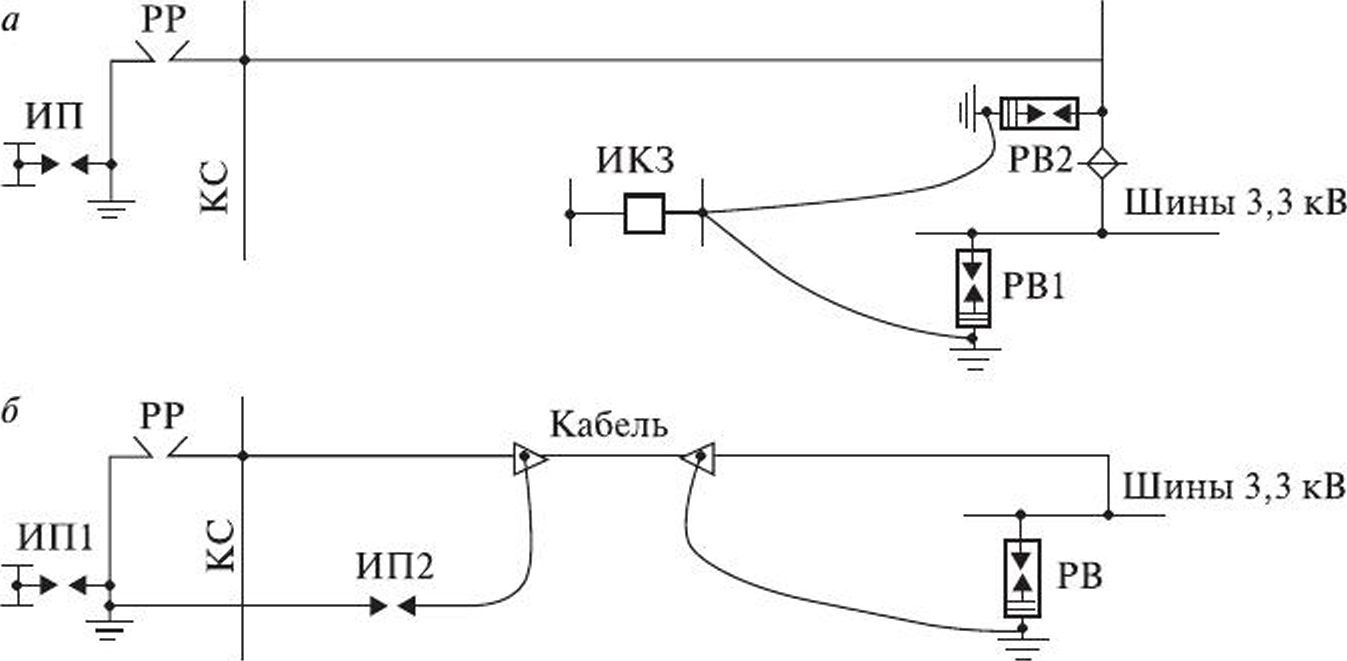 а
РР
ИП
КС
ИКЗ
РВ2
Шины 3,3 кВ
РВ1
б
РР
Кабель
Шины 3,3 кВ
ИП1
КС
ИП2
РВ